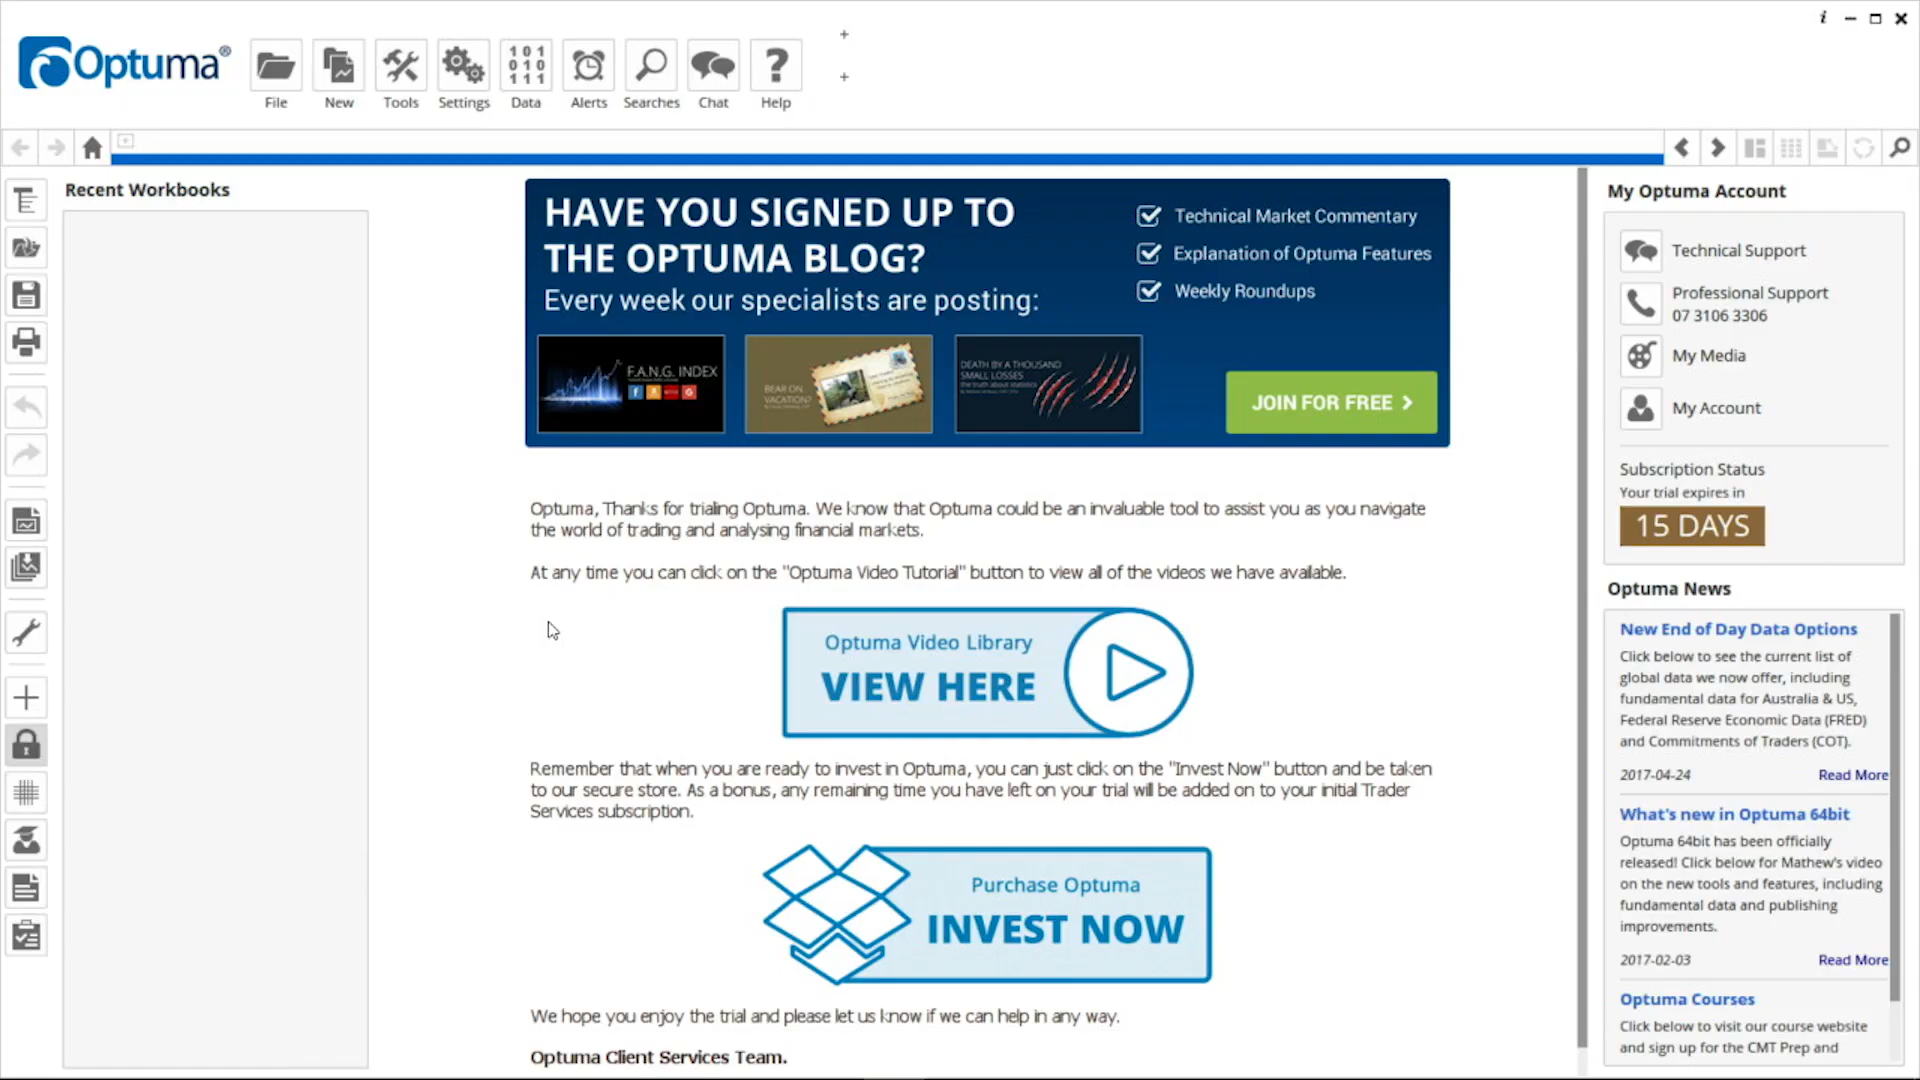 Optuma®
File
New
Tools
Settings
Data
Alerts
Searches
Chat
Help
Recent Workbooks
HAVE YOU SIGNED UP TO
THE OPTUMA BLOG?
Every week our specialists are posting:
Technical Market Commentary
Explanation of Optuma Features
Weekly Roundups
F.A.N.G. INDEX
BEAR ON
VACATION?
DEATH BY A THOUSAND
SMALL LOSSES
the truth about statistics
JOIN FOR FREE
Optuma, Thanks for trialing Optuma. We know that Optuma could be an invaluable tool to assist you as you navigate
the world of trading and analysing financial markets.
At any time you can click on the "Optuma Video Tutorial" button to view all of the videos we have available.
Optuma Video Library
VIEW HERE
Remember that when you are ready to invest in Optuma, you can just click on the "Invest Now" button and be taken
to our secure store. As a bonus, any remaining time you have left on your trial will be added on to your initial Trader
Services subscription.
Purchase Optuma
INVEST NOW
We hope you enjoy the trial and please let us know if we can help in any way.
Optuma Client Services Team.
My Optuma Account
Technical Support
Professional Support
07 3106 3306
My Media
My Account
Subscription Status
Your trial expires in
15 DAYS
Optuma News
New End of Day Data Options
Click below to see the current list of
global data we now offer, including
fundamental data for Australia & US,
Federal Reserve Economic Data (FRED)
and Commitments of Traders (COT).
2017-04-24 Read More
What's new in Optuma 64bit
Optuma 64bit has been officially
released! Click below for Mathew's video
on the new tools and features, including
fundamental data and publishing
improvements.
2017-02-03 Read More
Optuma Courses
Click below to visit our course website
and sign up for the CMT Prep and